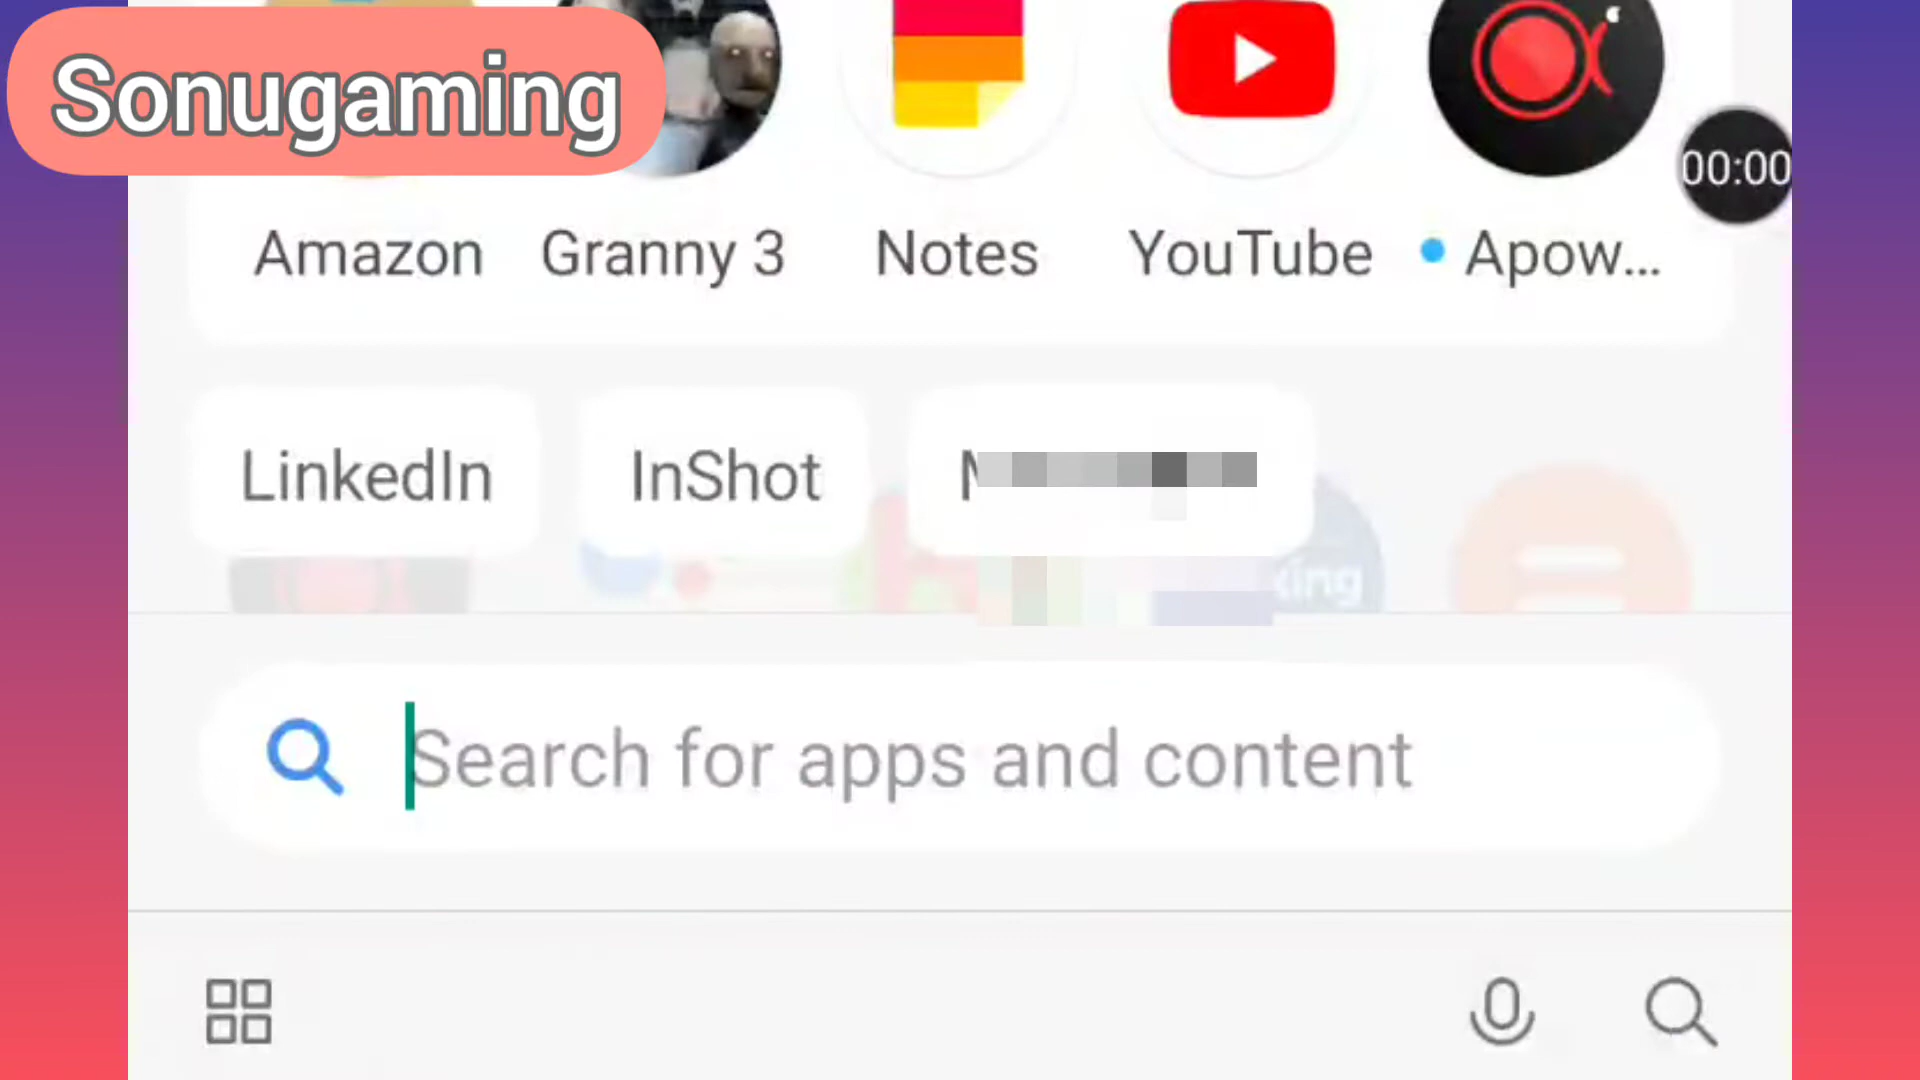 Sonugaming
00:00
Amazon Granny 3 Notes YouTube Apow...
LinkedIn InShot
Search for apps and content